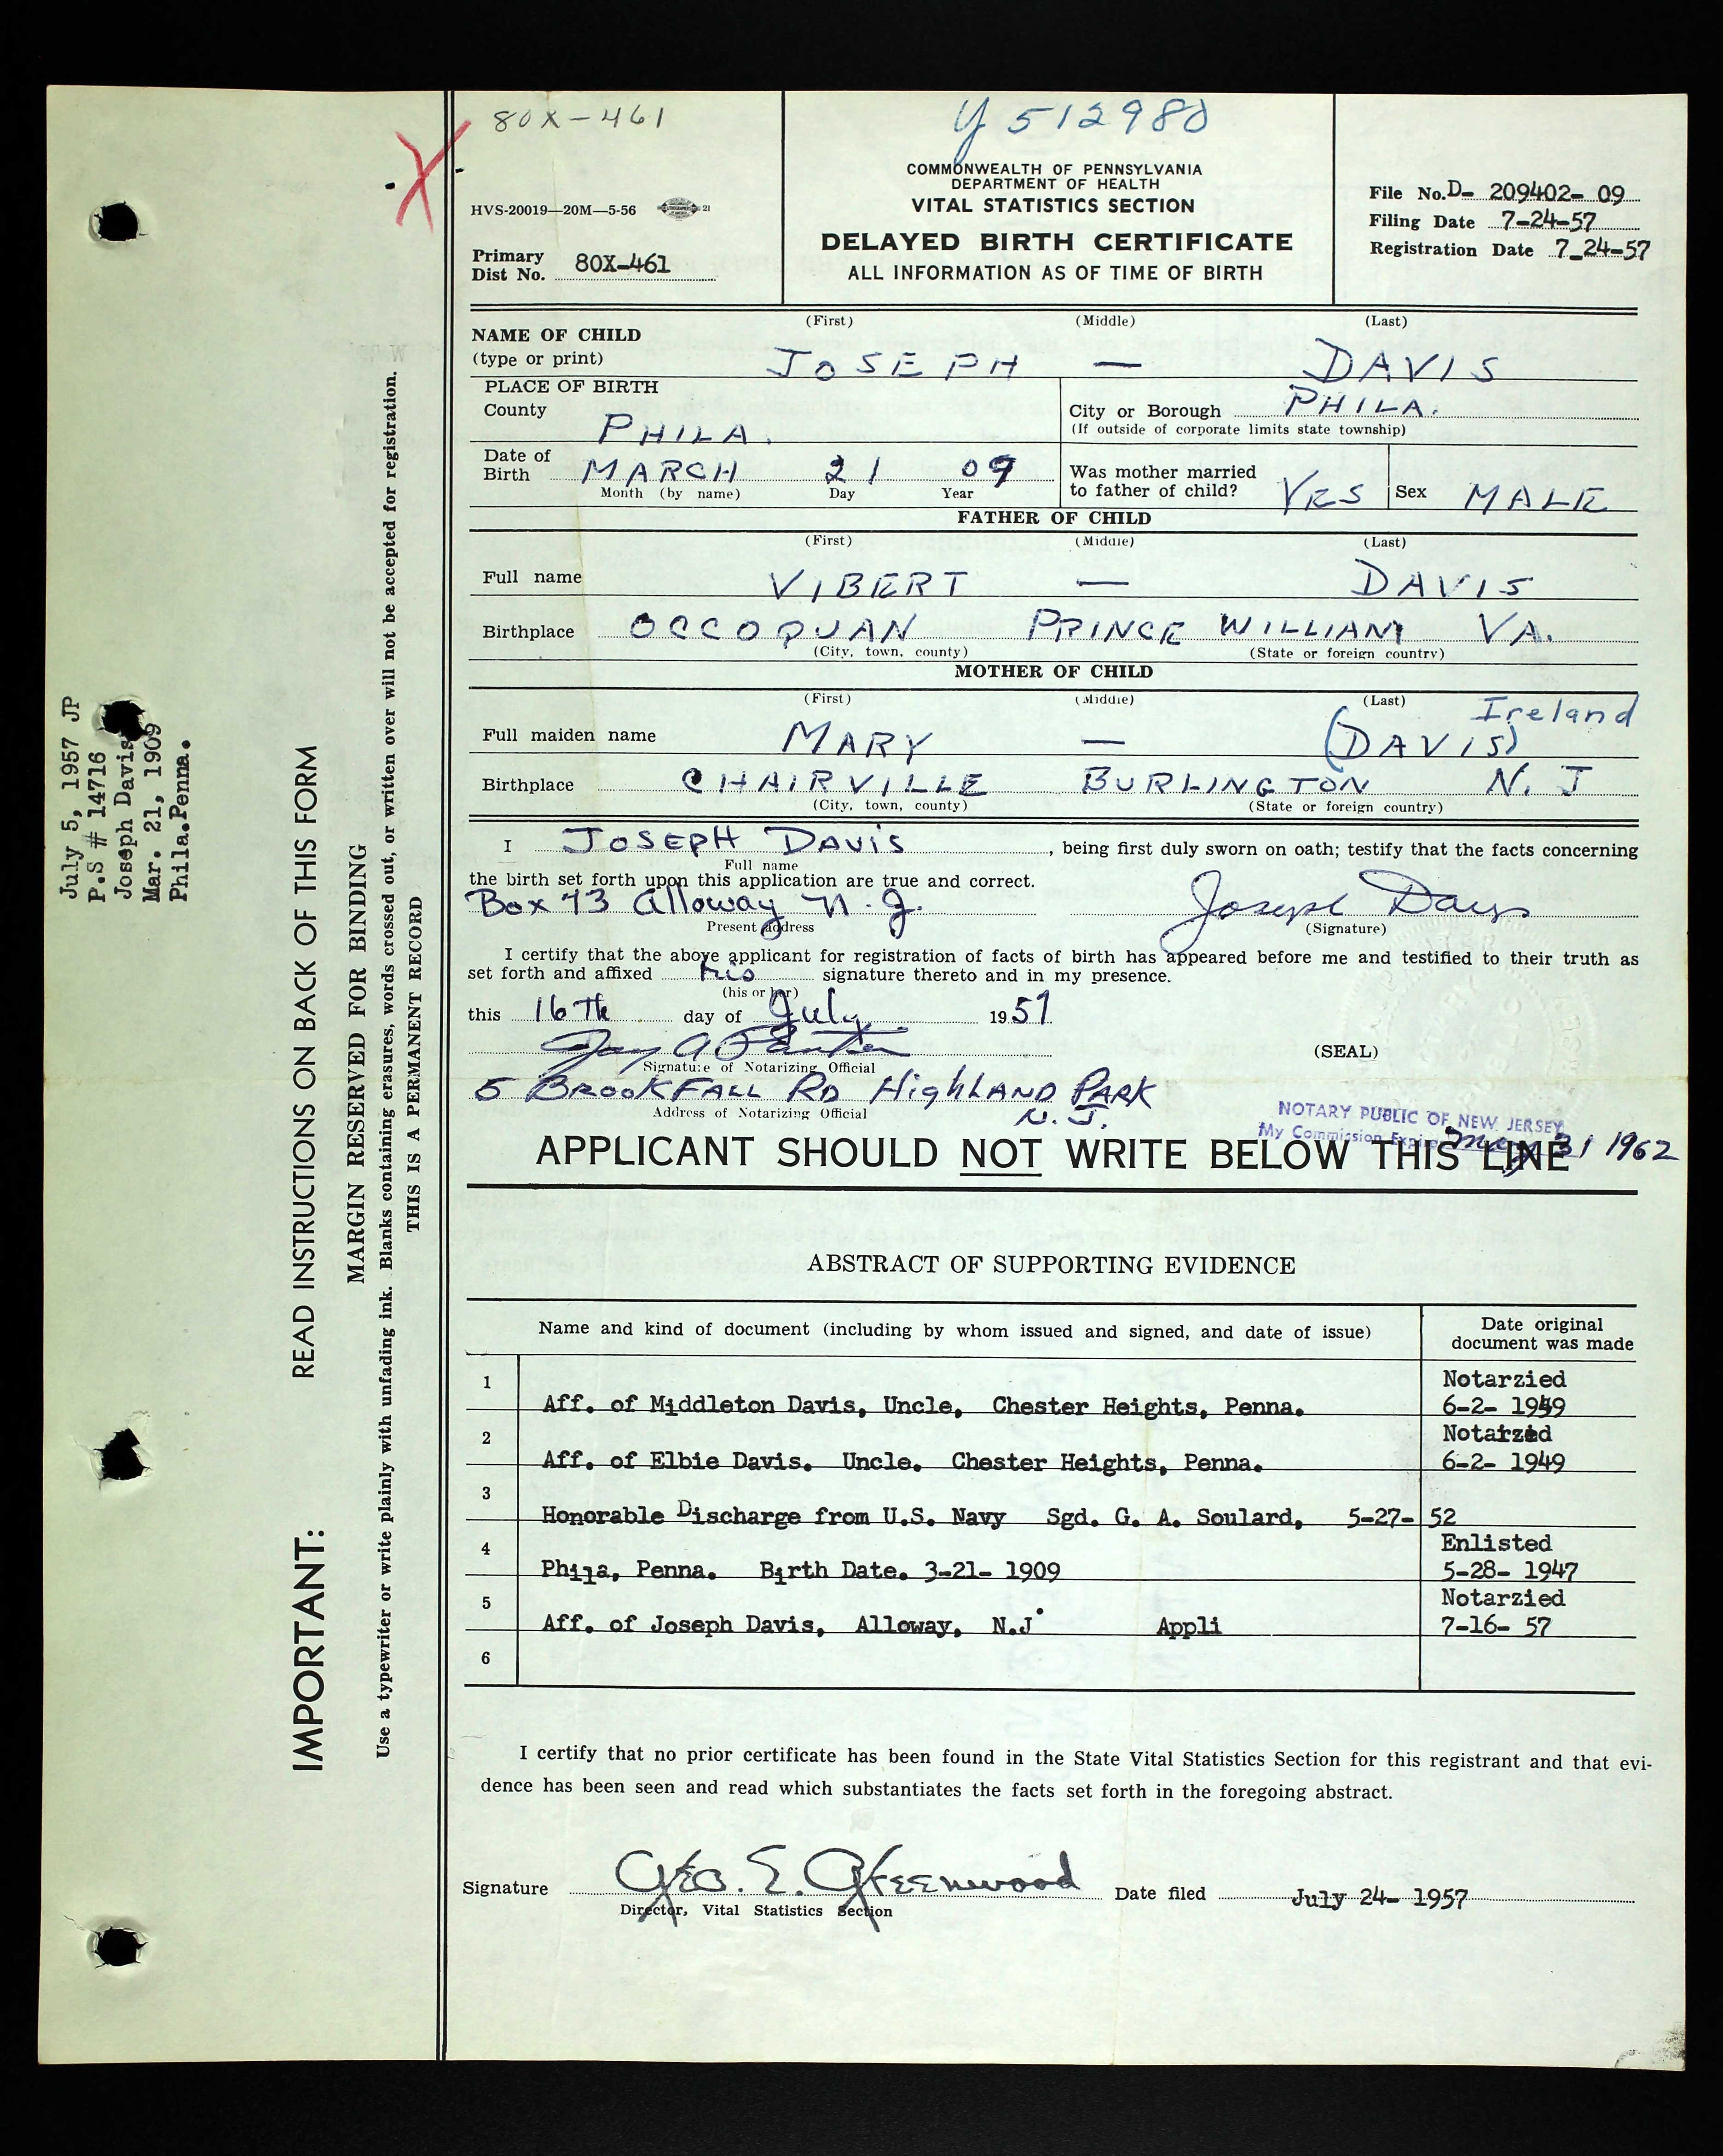 80X-461
HVS-20019—20M—5-56 21
Primary
Dist No. 80X-461
Y 512980
COMMONWEALTH OF PENNSYLVANIA
DEPARTMENT OF HEALTH
VITAL STATISTICS SECTION
DELAYED BIRTH CERTIFICATE
ALL INFORMATION AS OF TIME OF BIRTH
File No. D- 209402- 09
Filing Date 7-24-57
Registration Date 7-24-57
X
NAME OF CHILD (First) (Middle) (Last)
(type or print) JOSEPH — DAVIS
PLACE OF BIRTH
County PHILA.
City or Borough PHILA.
(If outside of corporate limits state township)
Date of
Birth MARCH 21 09
Month (by name) Day Year
Was mother married
to father of child? YES
Sex MALE
FATHER OF CHILD
(First) (Middle) (Last)
Full name VIBERT — DAVIS
Birthplace OCCOQUAN PRINCE WILLIAM VA.
(City, town, county) (State or foreign country)
MOTHER OF CHILD
(First) (Middle) (Last) Ireland
Full maiden name MARY — (DAVIS)
Birthplace CHAIRVILLE BURLINGTON N. J
(City, town, county) (State or foreign country)
I JOSEPH DAVIS, being first duly sworn on oath; testify that the facts concerning
Full name
the birth set forth upon this application are true and correct.
Box 73 Alloway N. J. Joseph Davis
Present address (Signature)
I certify that the above applicant for registration of facts of birth has appeared before me and testified to their truth as
set forth and affixed his signature thereto and in my presence.
(his or her)
this 16Th day of July 1957
(SEAL)
Signature of Notarizing Official
5 BROOKFALL RD HIGHLAND PARK
N.J.
Address of Notarizing Official
NOTARY PUBLIC OF NEW JERSEY
My Commission Expires May 31 1962
APPLICANT SHOULD NOT WRITE BELOW THIS LINE
ABSTRACT OF SUPPORTING EVIDENCE
Name and kind of document (including by whom issued and signed, and date of issue)
Date original
document was made
1 Aff. of Middleton Davis, Uncle, Chester Heights, Penna. Notarzied
6-2- 1949
2 Aff. of Elbie Davis. Uncle. Chester Heights, Penna. Notarzed
6-2- 1949
3 Honorable Discharge from U.S. Navy Sgd. G. A. Soulard, 5-27- 52
4 Phila, Penna. Birth Date. 3-21- 1909 Enlisted
5-28- 1947
5 Aff. of Joseph Davis, Alloway, N.J. Appli Notarzied
7-16- 57
6
I certify that no prior certificate has been found in the State Vital Statistics Section for this registrant and that evi-
dence has been seen and read which substantiates the facts set forth in the foregoing abstract.
Signature Geo. E. Greenwood Date filed July 24- 1957
Director, Vital Statistics Section
July 5, 1957 JP
P.S # 14716
Joseph Davis
Mar. 21, 1909
Phila.Penna.
IMPORTANT: READ INSTRUCTIONS ON BACK OF THIS FORM
MARGIN RESERVED FOR BINDING
Use a typewriter or write plainly with unfading ink. Blanks containing erasures, words crossed out, or written over will not be accepted for registration.
THIS IS A PERMANENT RECORD